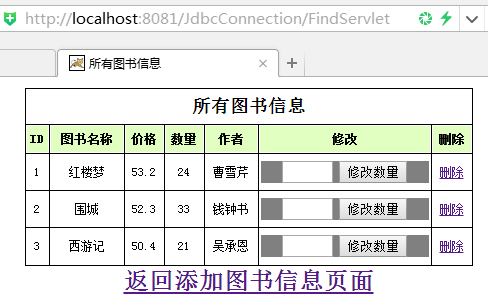 http://localhost:8081/JdbcConnection/FindServlet
所有图书信息
所有图书信息
ID 图书名称 价格 数量 作者 修改 删除
1 红楼梦 53.2 24 曹雪芹 修改数量 删除
2 围城 52.3 33 钱钟书 修改数量 删除
3 西游记 50.4 21 吴承恩 修改数量 删除
返回添加图书信息页面